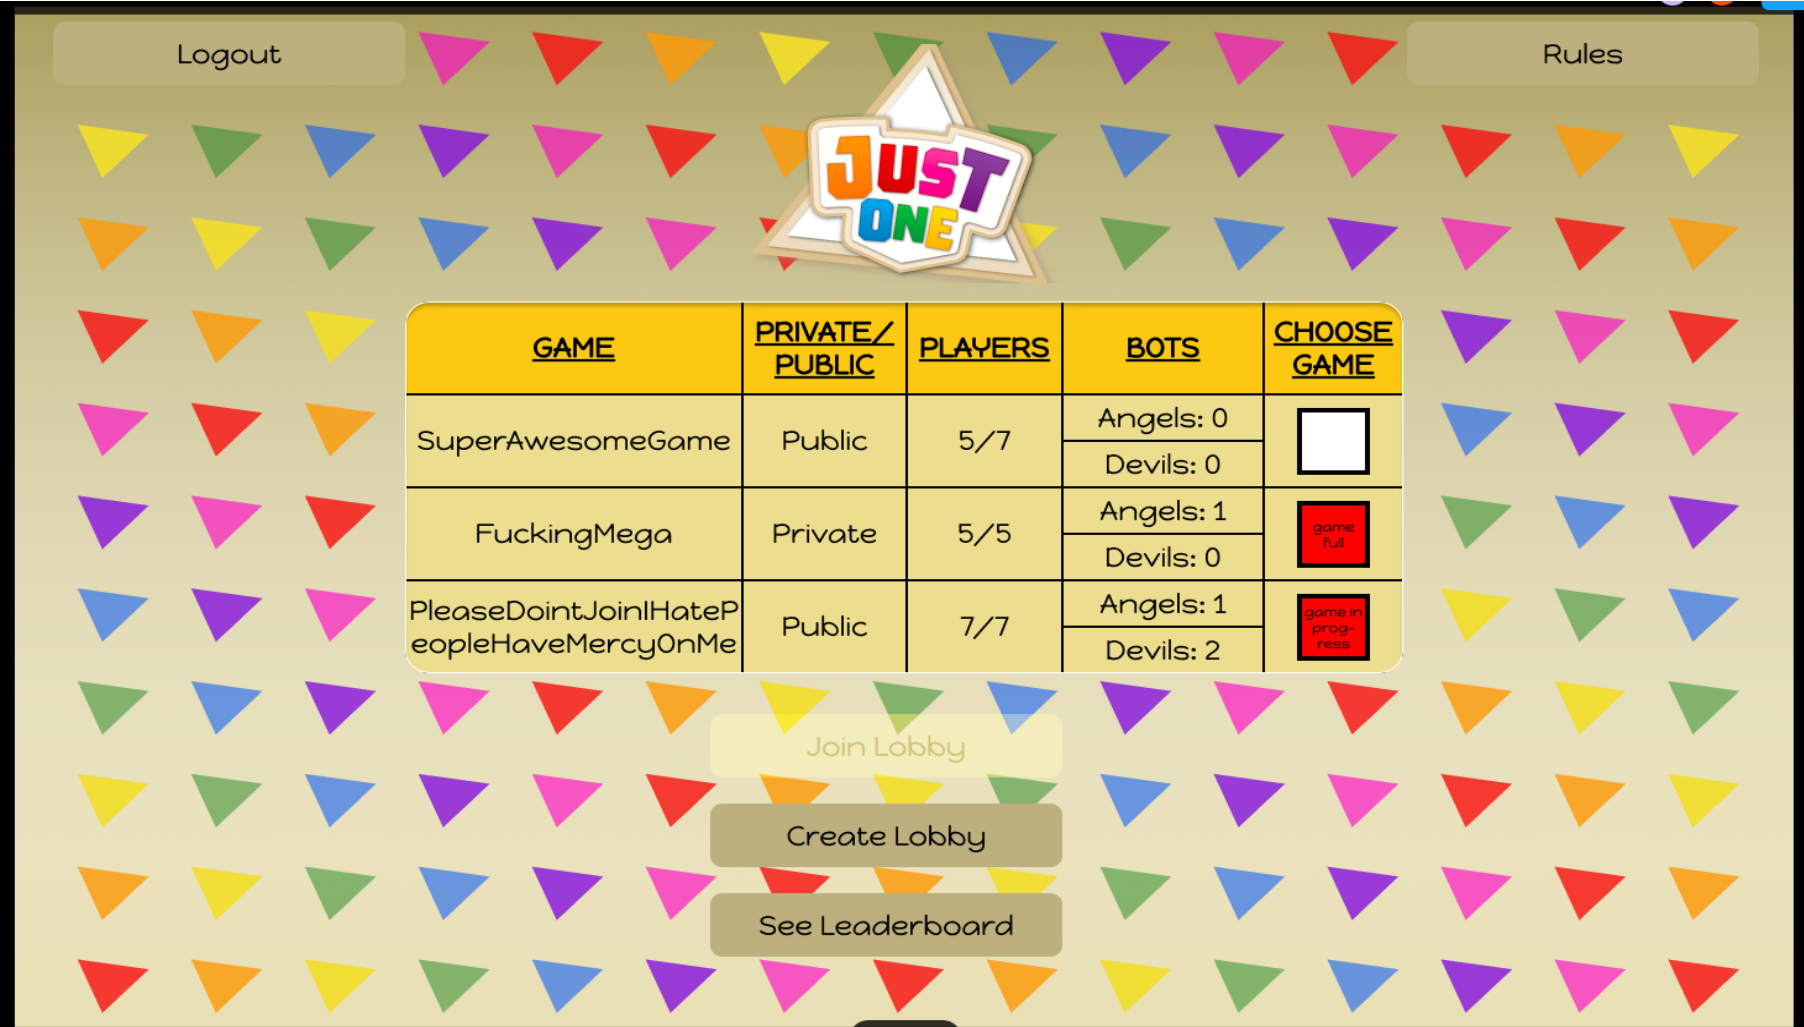 Logout
Rules
JUST
ONE
GAME
PRIVATE/
PUBLIC
PLAYERS
BOTS
CHOOSE
GAME
SuperAwesomeGame
Public
5/7
Angels: 0
Devils: 0
FuckingMega
Private
5/5
Angels: 1
Devils: 0
game
full
PleaseDointJoinIHateP
eopleHaveMercyOnMe
Public
7/7
Angels: 1
Devils: 2
game in
prog-
ress
Join Lobby
Create Lobby
See Leaderboard